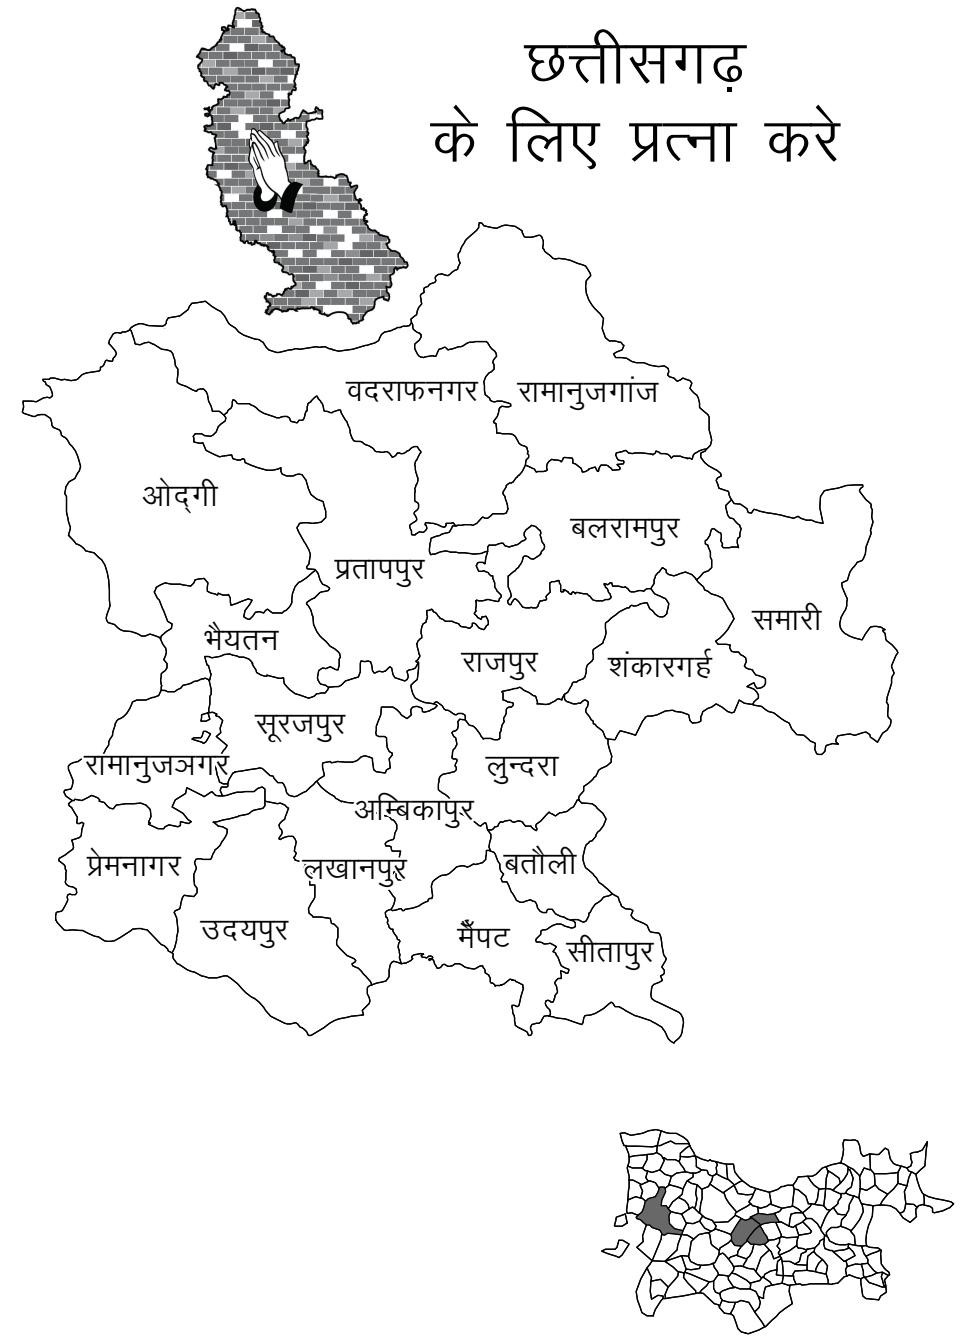 छत्तीसगढ़
के लिए प्रत्ना करे
वदराफनगर
रामानुजगांज
ओद्गी
बलरामपुर
प्रतापपुर
समारी
भैयतन
राजपुर
शंकारगर्ह
सूरजपुर
रामानुजञगर
लुन्दरा
अम्बिकापुर
प्रेमनागर
लखानपुर
बतौली
उदयपुर
मैंपट
सीतापुर